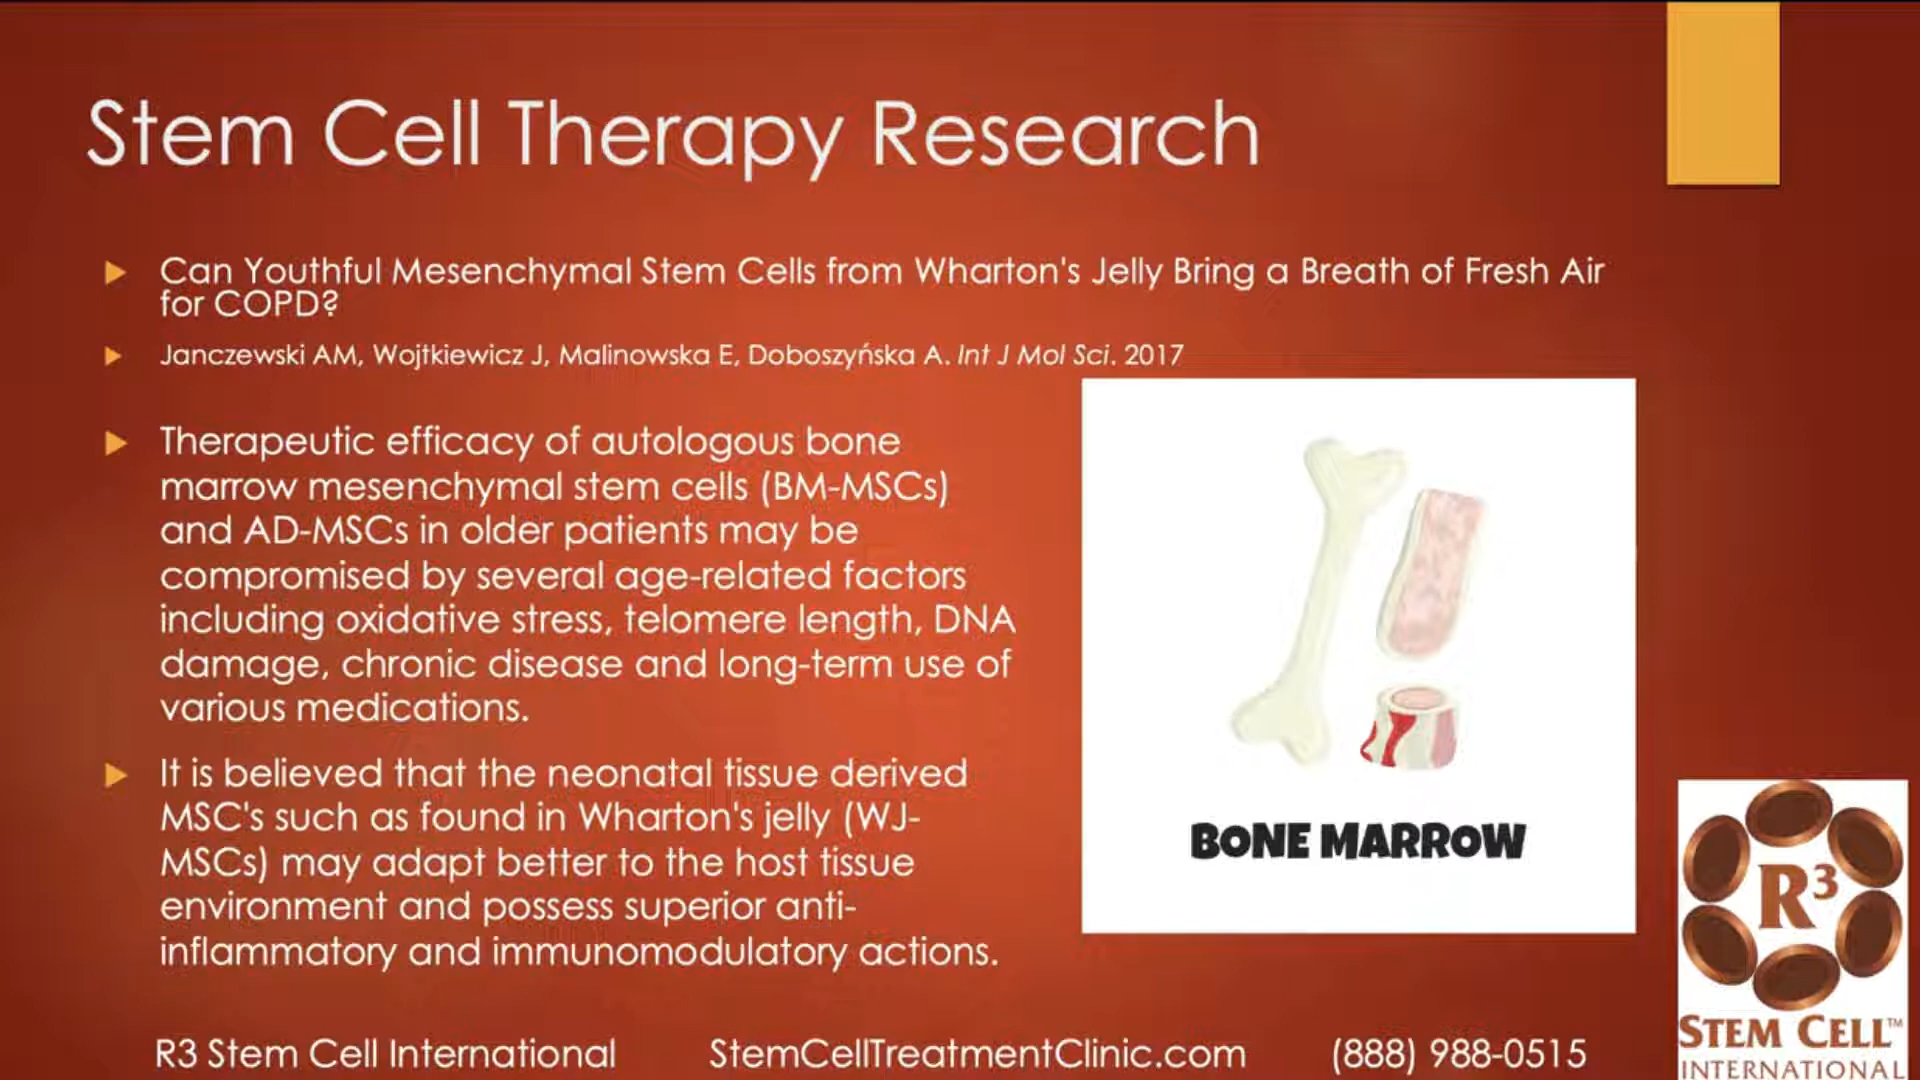 Stem Cell Therapy Research
Can Youthful Mesenchymal Stem Cells from Wharton's Jelly Bring a Breath of Fresh Air
for COPD?
Janczewski AM, Wojtkiewicz J, Malinowska E, Doboszyńska A. Int J Mol Sci. 2017
Therapeutic efficacy of autologous bone
marrow mesenchymal stem cells (BM-MSCs)
and AD-MSCs in older patients may be
compromised by several age-related factors
including oxidative stress, telomere length, DNA
damage, chronic disease and long-term use of
various medications.
It is believed that the neonatal tissue derived
MSC's such as found in Wharton's jelly (WJ-
MSCs) may adapt better to the host tissue
environment and possess superior anti-
inflammatory and immunomodulatory actions.
BONE MARROW
R3 Stem Cell International StemCellTreatmentClinic.com (888) 988-0515
R³
STEM CELL™
INTERNATIONAL